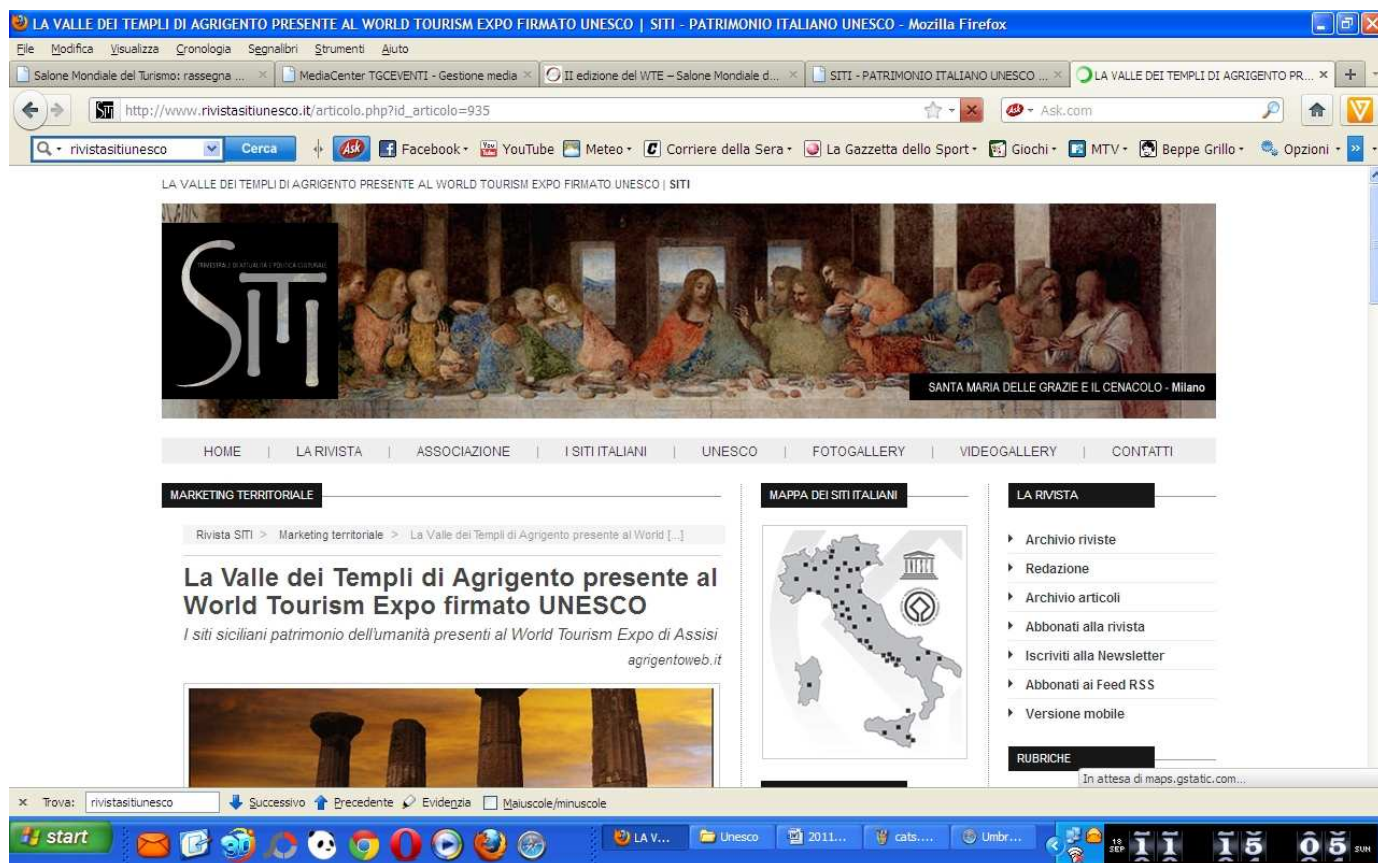 LA VALLE DEI TEMPLI DI AGRIGENTO PRESENTE AL WORLD TOURISM EXPO FIRMATO UNESCO | SITI - PATRIMONIO ITALIANO UNESCO - Mozilla Firefox
File Modifica Visualizza Cronologia Segnalibri Strumenti Aiuto
Salone Mondiale del Turismo: rassegna ... MediaCenter TGCEVENTI - Gestione media II edizione del WTE – Salone Mondiale d... SITI - PATRIMONIO ITALIANO UNESCO ... LA VALLE DEI TEMPLI DI AGRIGENTO PR...
http://www.rivistasitiunesco.it/articolo.php?id_articolo=935 Ask.com
rivistasitiunesco Cerca Ask Facebook YouTube Meteo Corriere della Sera La Gazzetta dello Sport Giochi MTV Beppe Grillo Opzioni
LA VALLE DEI TEMPLI DI AGRIGENTO PRESENTE AL WORLD TOURISM EXPO FIRMATO UNESCO | SITI
TRIMESTRALE DI ATTUALITÀ E POLITICA CULTURALE
SITI
SANTA MARIA DELLE GRAZIE E IL CENACOLO - Milano
HOME | LA RIVISTA | ASSOCIAZIONE | I SITI ITALIANI | UNESCO | FOTOGALLERY | VIDEOGALLERY | CONTATTI
MARKETING TERRITORIALE
Rivista SITI > Marketing territoriale > La Valle dei Templi di Agrigento presente al World [...]
La Valle dei Templi di Agrigento presente al
World Tourism Expo firmato UNESCO
I siti siciliani patrimonio dell'umanità presenti al World Tourism Expo di Assisi
agrigentoweb.it
MAPPA DEI SITI ITALIANI
LA RIVISTA
Archivio riviste
Redazione
Archivio articoli
Abbonati alla rivista
Iscriviti alla Newsletter
Abbonati ai Feed RSS
Versione mobile
RUBRICHE
In attesa di maps.gstatic.com...
Trova: rivistasitiunesco Successivo Precedente Evidenzia Maiuscole/minuscole
start LA V... Unesco 2011... cats.... Umbr... 18 SEP 11 15 05 SUN